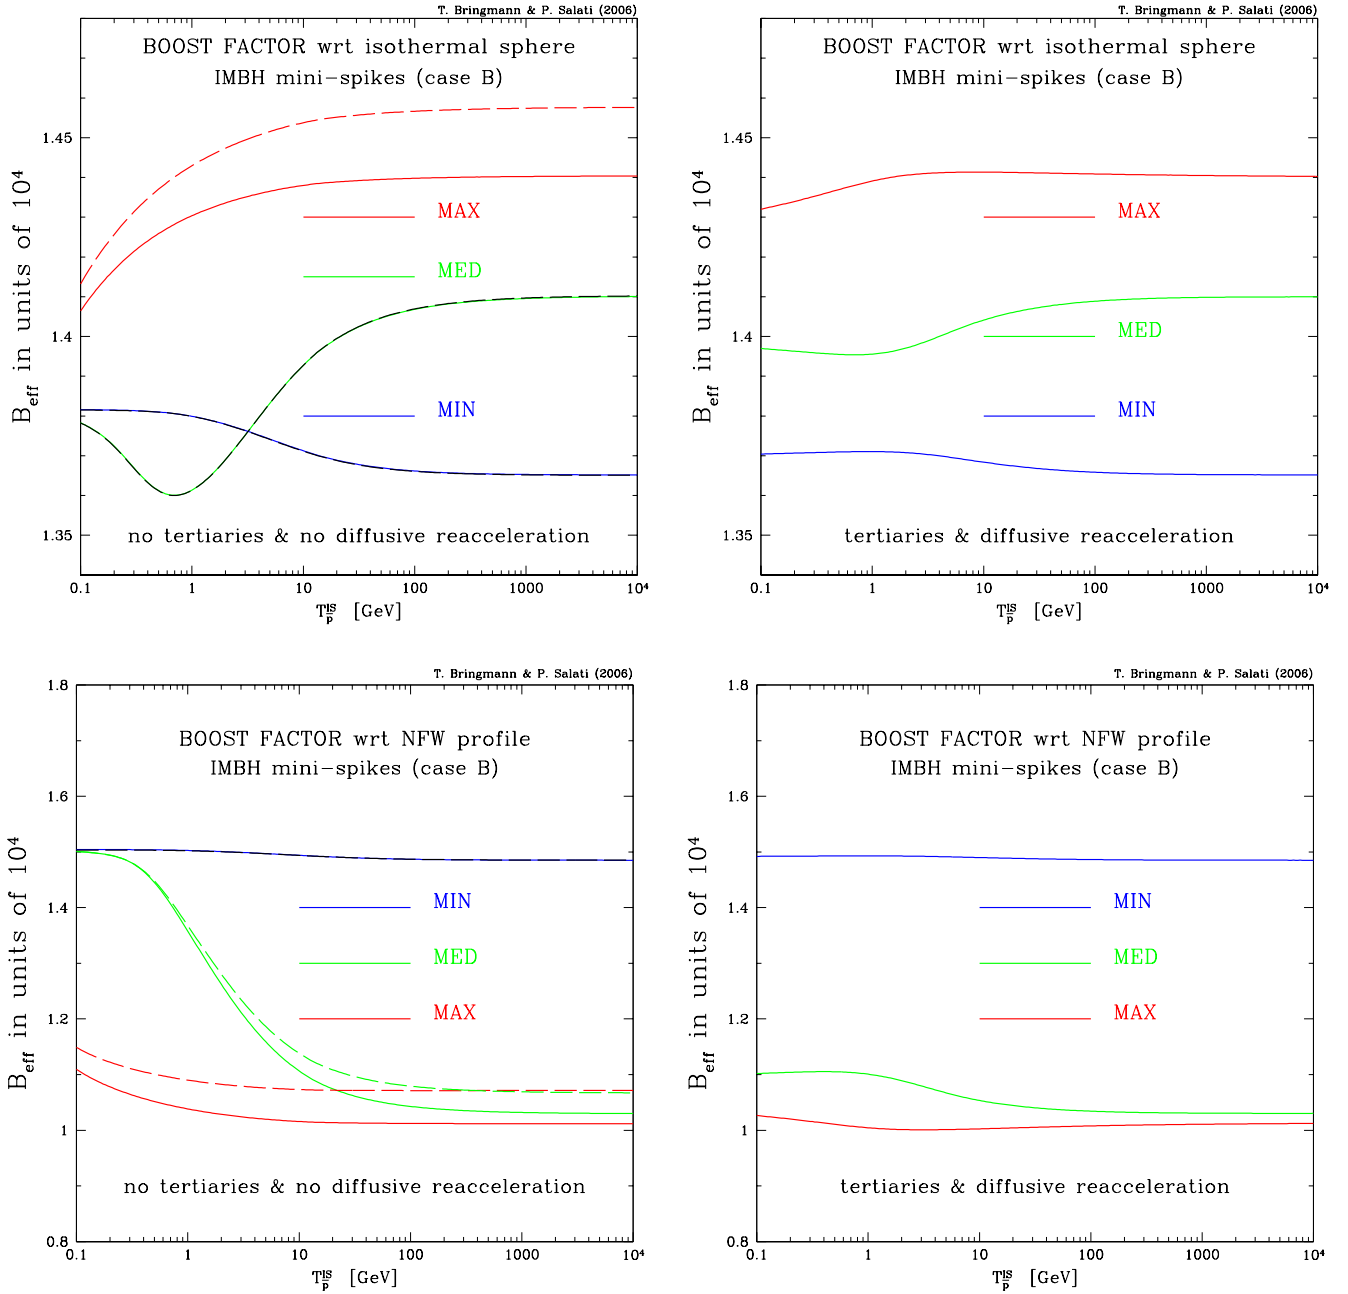 T. Bringmann & P. Salati (2006)
BOOST FACTOR wrt isothermal sphere
IMBH mini-spikes (case B)
1.45
MAX
MED
1.4
MIN
1.35
no tertiaries & no diffusive reacceleration
B_eff in units of 10^4
0.1 1 10 100 1000 10^4
T_p̅^IS [GeV]
T. Bringmann & P. Salati (2006)
BOOST FACTOR wrt isothermal sphere
IMBH mini-spikes (case B)
1.45
MAX
1.4
MED
MIN
1.35
tertiaries & diffusive reacceleration
B_eff in units of 10^4
0.1 1 10 100 1000 10^4
T_p̅^IS [GeV]
T. Bringmann & P. Salati (2006)
1.8
BOOST FACTOR wrt NFW profile
IMBH mini-spikes (case B)
1.6
1.4
MIN
MED
1.2
MAX
1
no tertiaries & no diffusive reacceleration
0.8
B_eff in units of 10^4
0.1 1 10 100 1000 10^4
T_p̅^IS [GeV]
T. Bringmann & P. Salati (2006)
1.8
BOOST FACTOR wrt NFW profile
IMBH mini-spikes (case B)
1.6
1.4
MIN
MED
1.2
MAX
1
tertiaries & diffusive reacceleration
0.8
B_eff in units of 10^4
0.1 1 10 100 1000 10^4
T_p̅^IS [GeV]